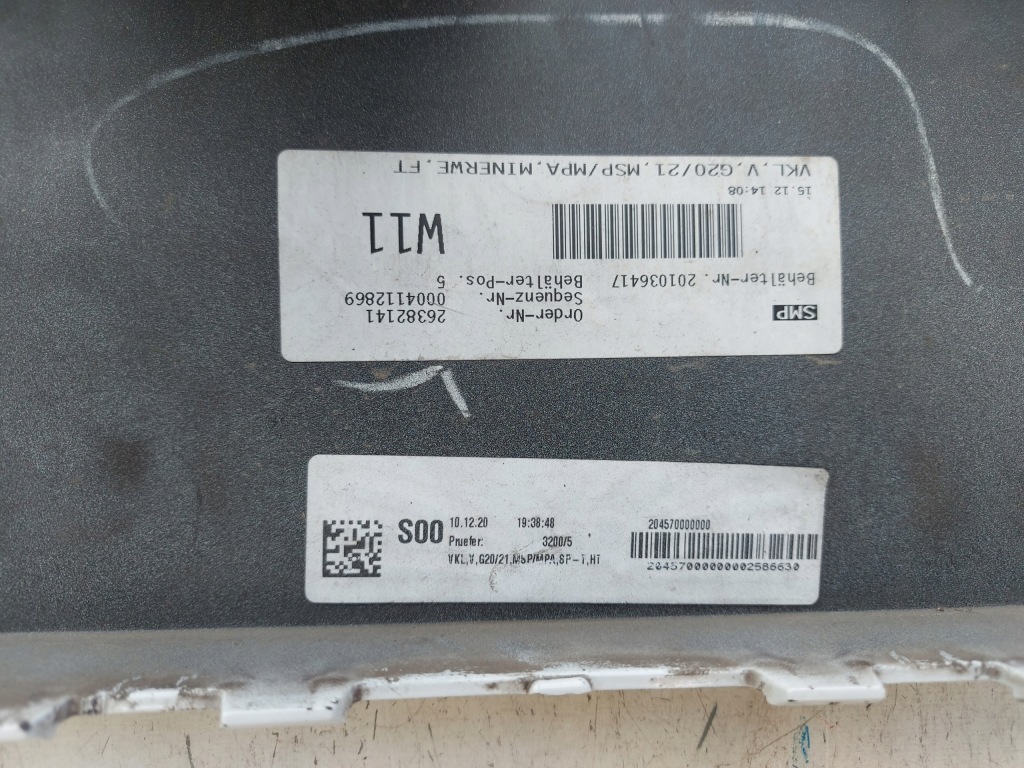 SMP
Order-Nr. 26382141
Sequenz-Nr. 0004112869
Behälter-Nr. 201036417 Behälter-Pos. 5
W11
15.12 14:08
VKL,V,G20/21,MSP/MPA,MINERWE,FT
S00 10.12.20 19:38:48
Pruefer: 3200/5
VKL,V,G20/21,MSP/MPA,SP-T,HT
204570000000
2045700000002586630